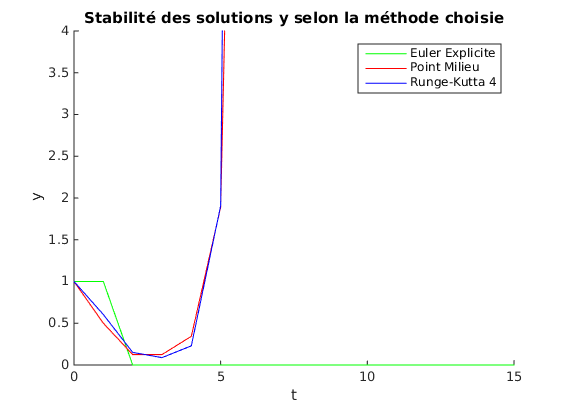 Stabilité des solutions y selon la méthode choisie
Euler Explicite
Point Milieu
Runge-Kutta 4
4
3.5
3
2.5
2
1.5
1
0.5
0
y
0
5
10
15
t